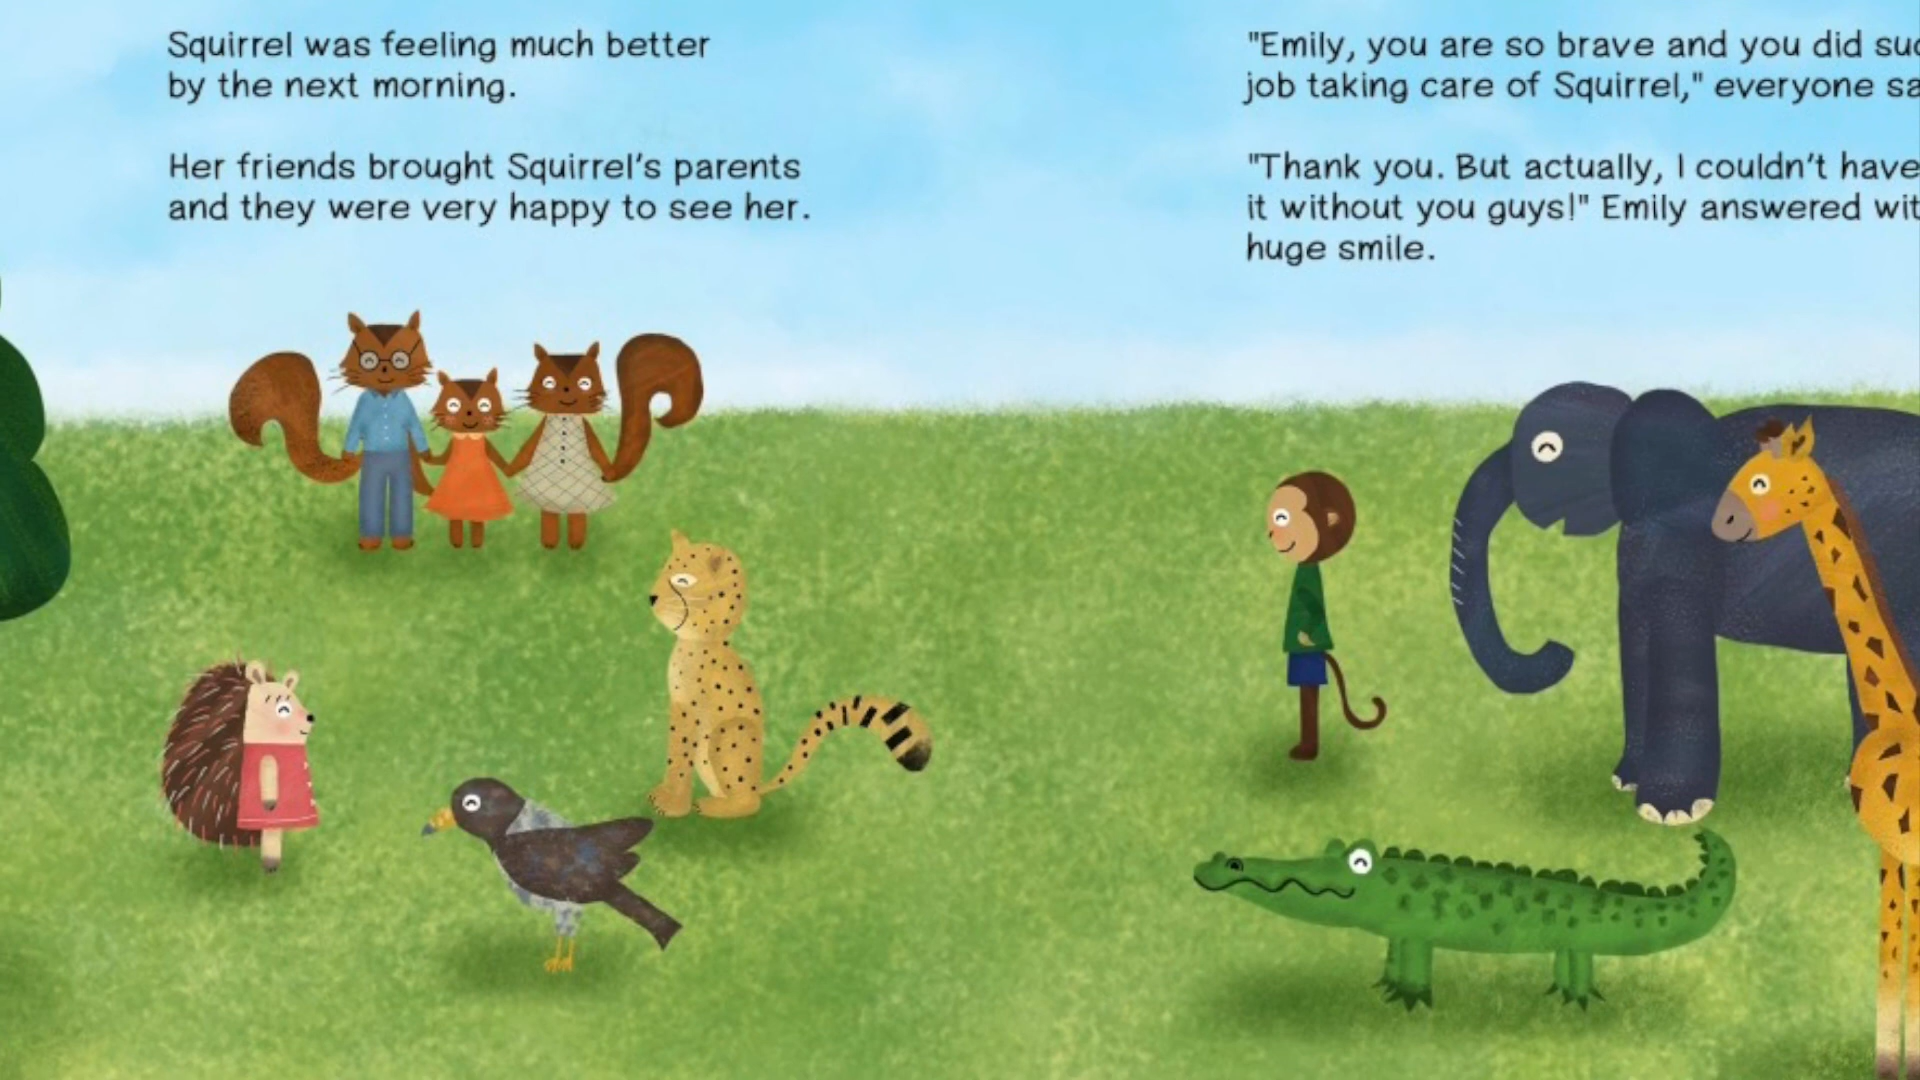 Squirrel was feeling much better
by the next morning.
Her friends brought Squirrel's parents
and they were very happy to see her.
"Emily, you are so brave and you did
job taking care of Squirrel," everyone
"Thank you. But actually, I couldn't have
it without you guys!" Emily answered
huge smile.